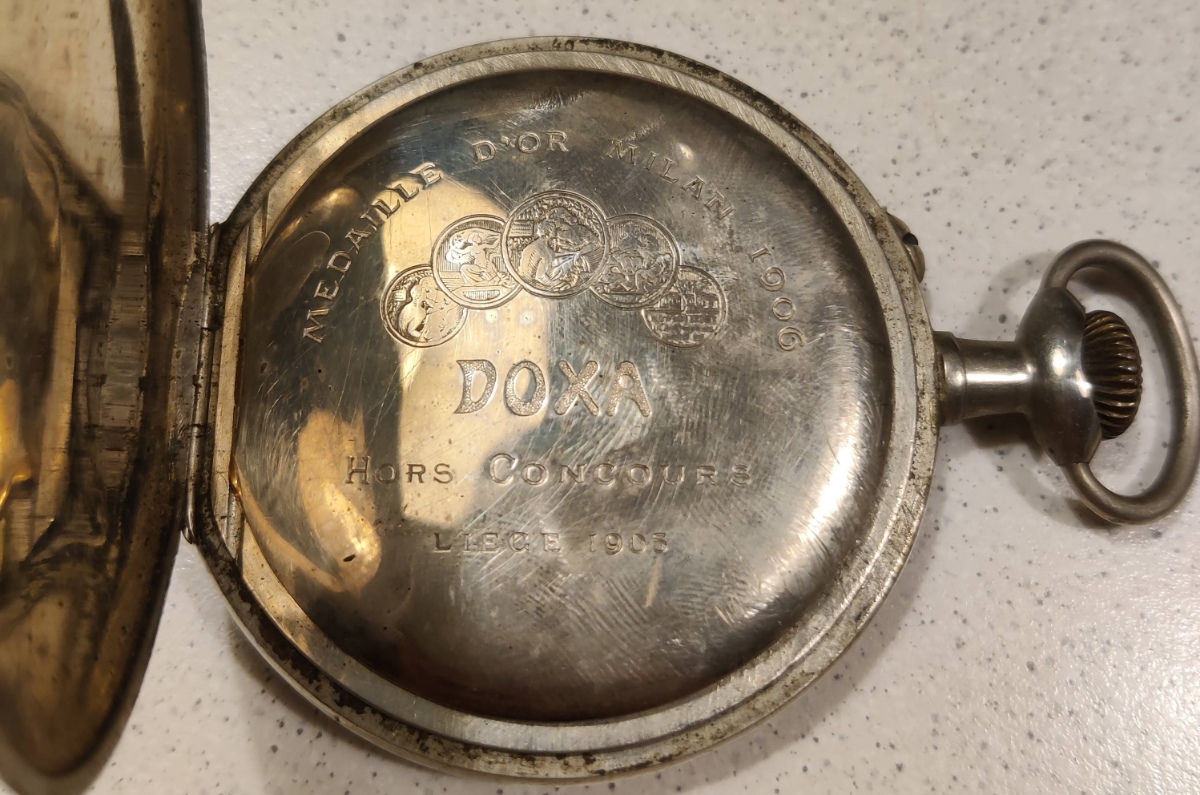 MEDAILLE D'OR MILAN 1906
DOXA
HORS CONCOURS
LIEGE 1905